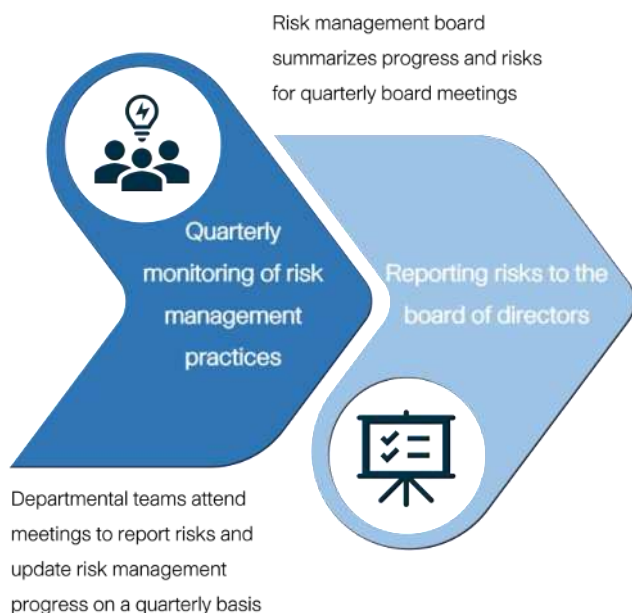 Risk management board
summarizes progress and risks
for quarterly board meetings
Quarterly
monitoring of risk
management
practices
Reporting risks to the
board of directors
Departmental teams attend
meetings to report risks and
update risk management
progress on a quarterly basis